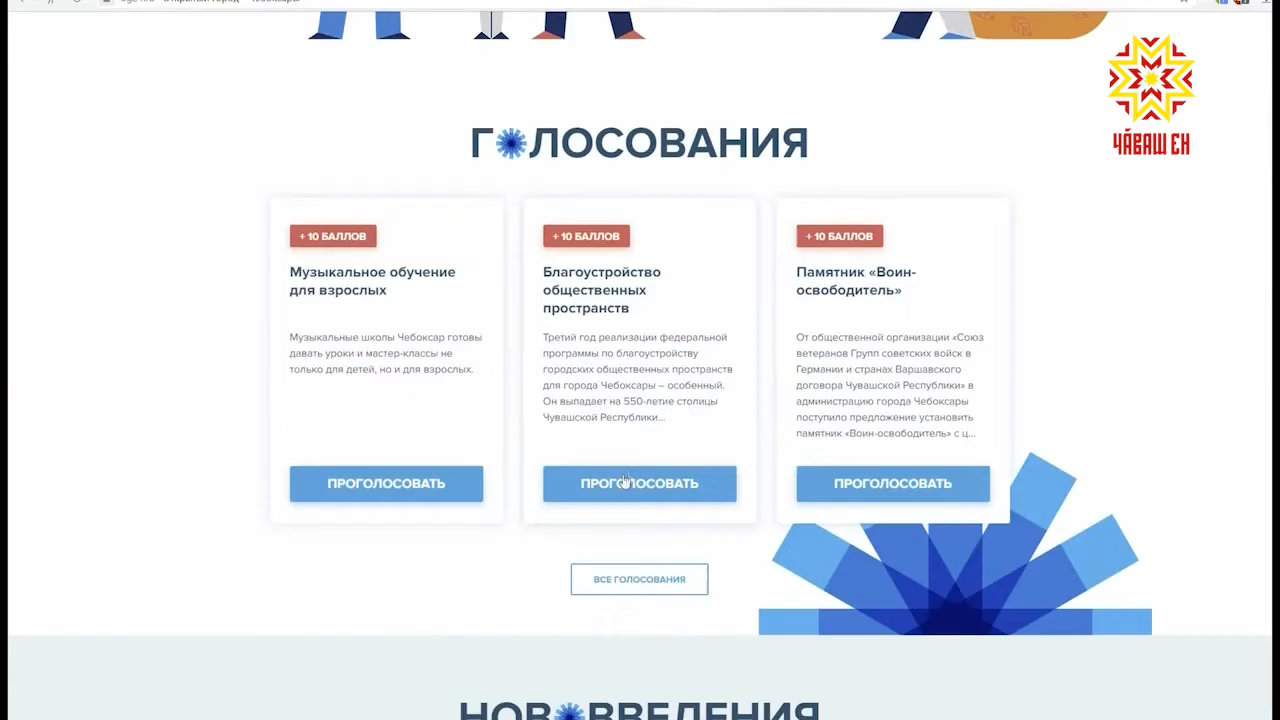 ЧӐВАШ ЕН
ГОЛОСОВАНИЯ
+ 10 БАЛЛОВ
Музыкальное обучение
для взрослых
Музыкальные школы Чебоксар готовы
давать уроки и мастер-классы не
только для детей, но и для взрослых.
ПРОГОЛОСОВАТЬ
+ 10 БАЛЛОВ
Благоустройство
общественных
пространств
Третий год реализации федеральной
программы по благоустройству
городских общественных пространств
для города Чебоксары – особенный.
Он выпадает на 550-летие столицы
Чувашской Республики...
ПРОГОЛОСОВАТЬ
+ 10 БАЛЛОВ
Памятник «Воин-
освободитель»
От общественной организации «Союз
ветеранов Групп советских войск в
Германии и странах Варшавского
договора Чувашской Республики» в
администрацию города Чебоксары
поступило предложение установить
памятник «Воин-освободитель» с ц...
ПРОГОЛОСОВАТЬ
ВСЕ ГОЛОСОВАНИЯ
НОВОВВЕДЕНИЯ